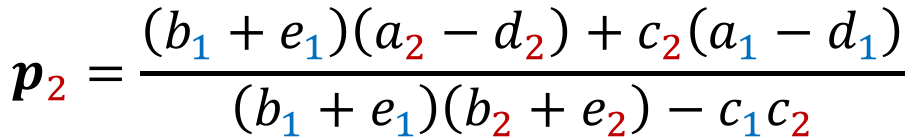 p₂ = (b₁ + e₁)(a₂ − d₂) + c₂(a₁ − d₁) / (b₁ + e₁)(b₂ + e₂) − c₁c₂